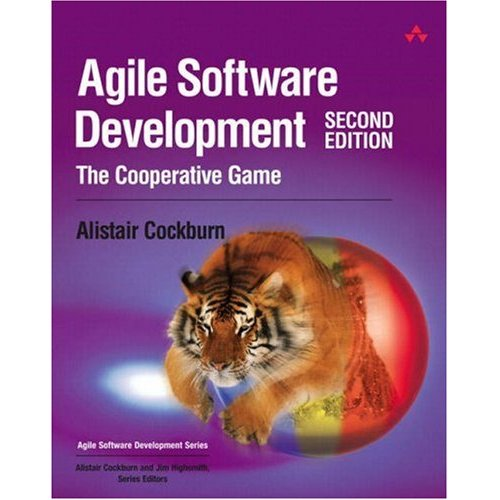 Agile Software
Development SECOND
EDITION
The Cooperative Game
Alistair Cockburn
Agile Software Development Series
Alistair Cockburn and Jim Highsmith,
Series Editors